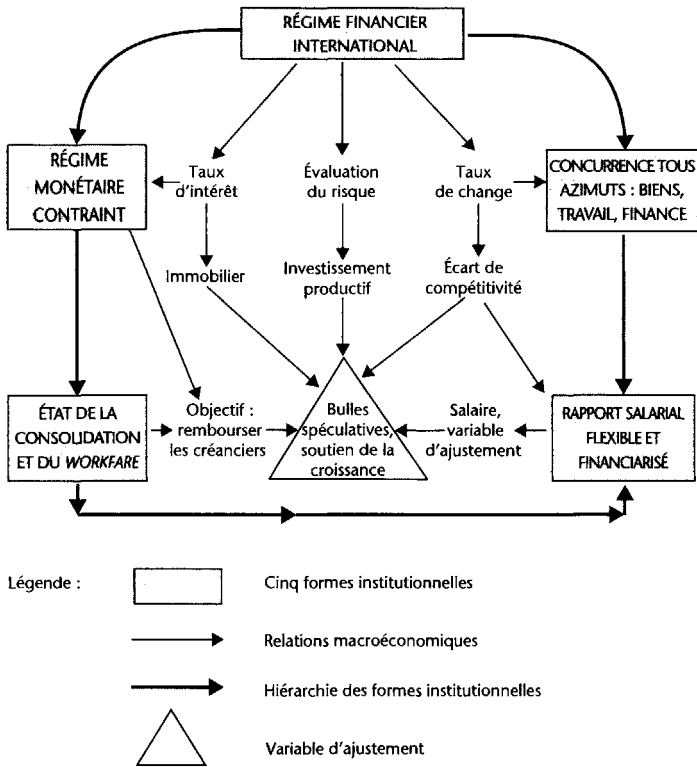 RÉGIME FINANCIER
INTERNATIONAL
RÉGIME
MONÉTAIRE
CONTRAINT
Taux
d'intérêt
Évaluation
du risque
Taux
de change
CONCURRENCE TOUS
AZIMUTS : BIENS,
TRAVAIL, FINANCE
Immobilier
Investissement
productif
Écart de
compétitivité
ÉTAT DE LA
CONSOLIDATION
ET DU WORKFARE
Objectif :
rembourser
les créanciers
Bulles
spéculatives,
soutien de la
croissance
Salaire,
variable
d'ajustement
RAPPORT SALARIAL
FLEXIBLE ET
FINANCIARISÉ
Légende :
Cinq formes institutionnelles
Relations macroéconomiques
Hiérarchie des formes institutionnelles
Variable d'ajustement